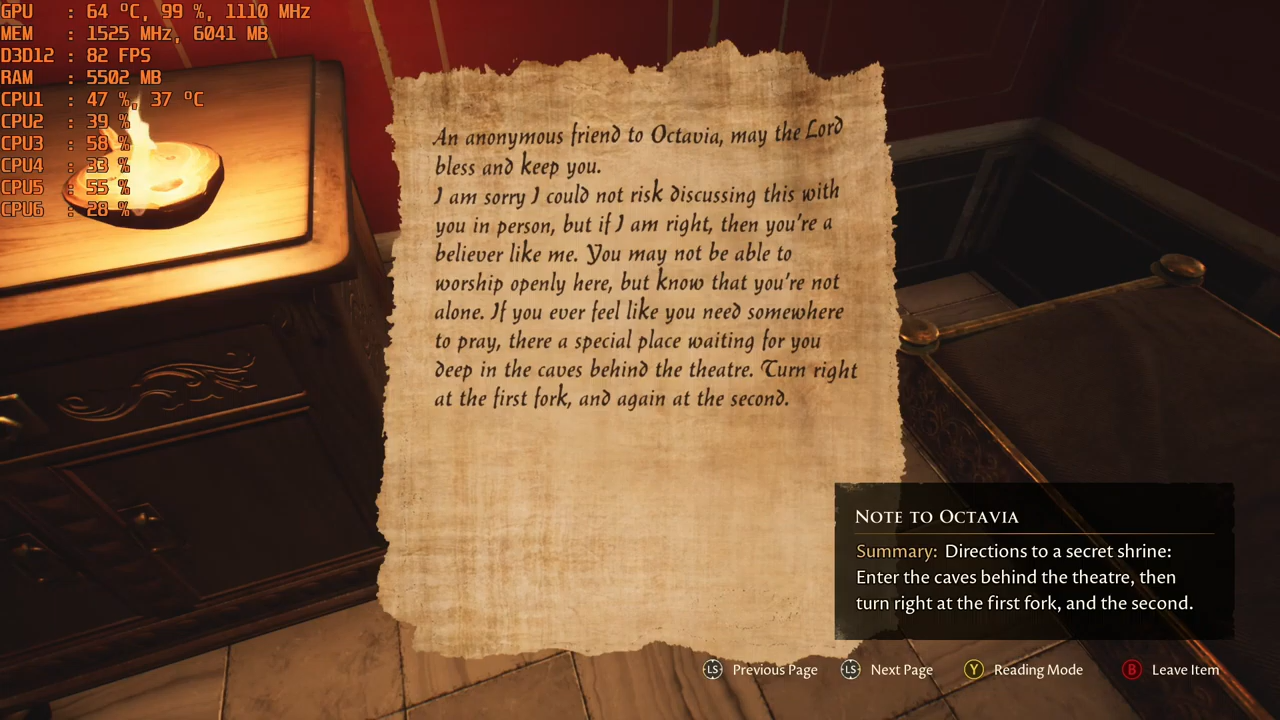 GPU : 64 ºC, 99 %, 1110 MHz
MEM : 1525 MHz, 6041 MB
D3D12 : 82 FPS
RAM : 5502 MB
CPU1 : 47 %, 37 ºC
CPU2 : 39 %
CPU3 : 58 %
CPU4 : 33 %
CPU5 : 55 %
CPU6 : 28 %
An anonymous friend to Octavia, may the Lord
bless and keep you.
I am sorry I could not risk discussing this with
you in person, but if I am right, then you're a
believer like me. You may not be able to
worship openly here, but know that you're not
alone. If you ever feel like you need somewhere
to pray, there a special place waiting for you
deep in the caves behind the theatre. Turn right
at the first fork, and again at the second.
Note to Octavia
Summary: Directions to a secret shrine:
Enter the caves behind the theatre, then
turn right at the first fork, and the second.
LS Previous Page LS Next Page Y Reading Mode B Leave Item